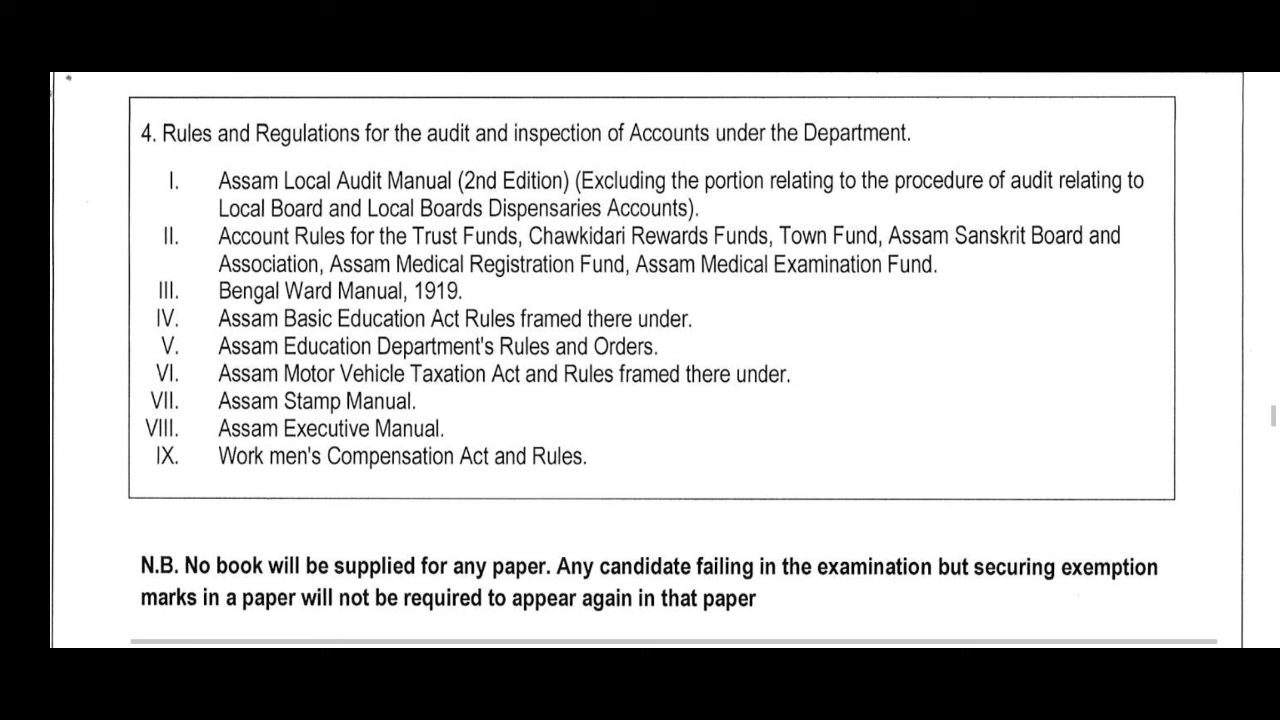 4. Rules and Regulations for the audit and inspection of Accounts under the Department.
I. Assam Local Audit Manual (2nd Edition) (Excluding the portion relating to the procedure of audit relating to
Local Board and Local Boards Dispensaries Accounts).
II. Account Rules for the Trust Funds, Chawkidari Rewards Funds, Town Fund, Assam Sanskrit Board and
Association, Assam Medical Registration Fund, Assam Medical Examination Fund.
III. Bengal Ward Manual, 1919.
IV. Assam Basic Education Act Rules framed there under.
V. Assam Education Department's Rules and Orders.
VI. Assam Motor Vehicle Taxation Act and Rules framed there under.
VII. Assam Stamp Manual.
VIII. Assam Executive Manual.
IX. Work men's Compensation Act and Rules.
N.B. No book will be supplied for any paper. Any candidate failing in the examination but securing exemption
marks in a paper will not be required to appear again in that paper